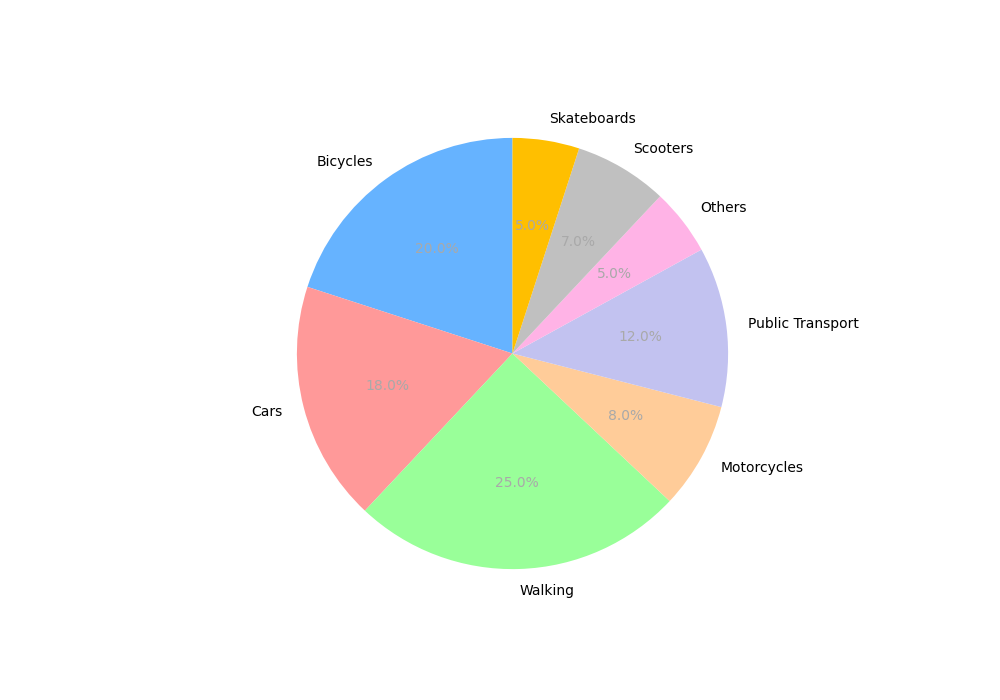 Skateboards
Scooters
Bicycles
Others
5.0%
7.0%
20.0%
5.0%
Public Transport
12.0%
18.0%
Cars
8.0%
Motorcycles
25.0%
Walking